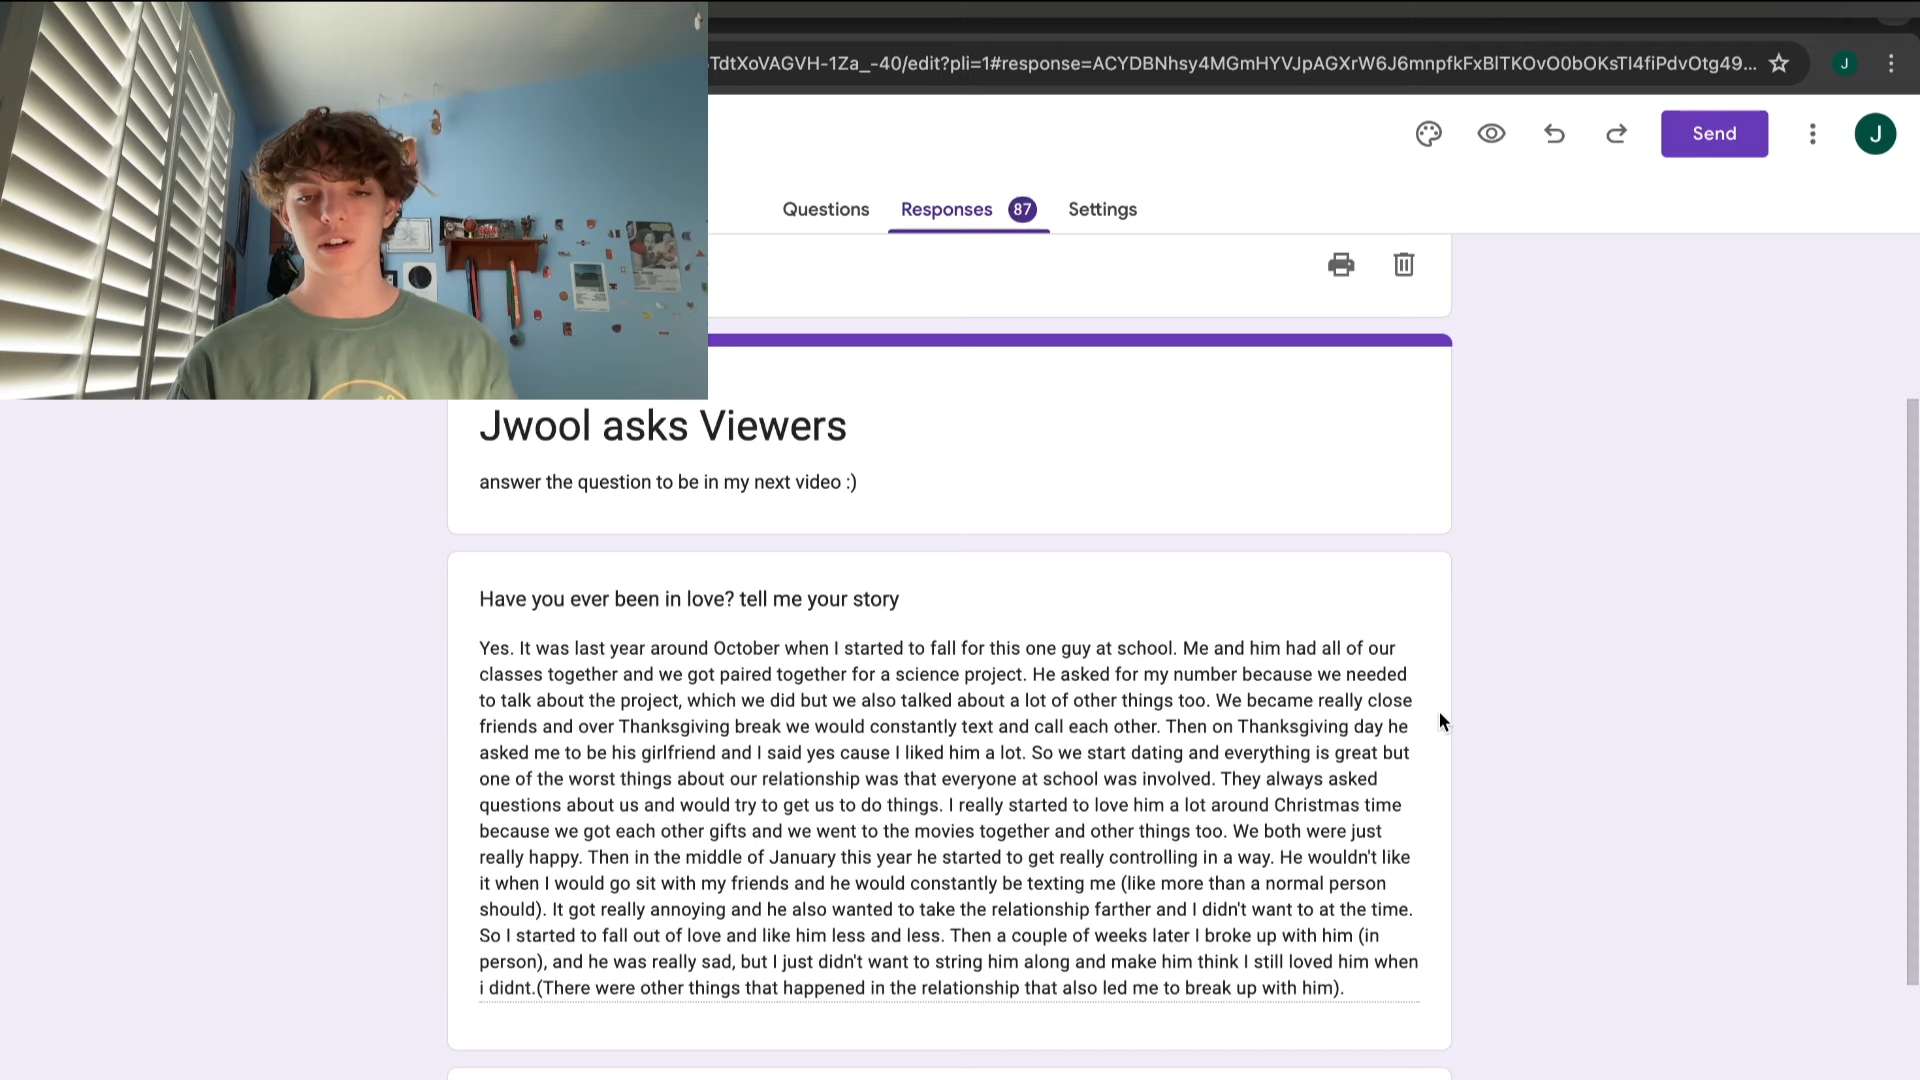 TdtXoVAGVH-1Za_-40/edit?pli=1#response=ACYDBNhsy4MGmHYVJpAGXrW6J6mnpfkFxBlTKOvO0bOKsTI4fiPdvOtg49...
J
Send
J
Questions
Responses 87
Settings
Jwool asks Viewers
answer the question to be in my next video :)
Have you ever been in love? tell me your story
Yes. It was last year around October when I started to fall for this one guy at school. Me and him had all of our
classes together and we got paired together for a science project. He asked for my number because we needed
to talk about the project, which we did but we also talked about a lot of other things too. We became really close
friends and over Thanksgiving break we would constantly text and call each other. Then on Thanksgiving day he
asked me to be his girlfriend and I said yes cause I liked him a lot. So we start dating and everything is great but
one of the worst things about our relationship was that everyone at school was involved. They always asked
questions about us and would try to get us to do things. I really started to love him a lot around Christmas time
because we got each other gifts and we went to the movies together and other things too. We both were just
really happy. Then in the middle of January this year he started to get really controlling in a way. He wouldn't like
it when I would go sit with my friends and he would constantly be texting me (like more than a normal person
should). It got really annoying and he also wanted to take the relationship farther and I didn't want to at the time.
So I started to fall out of love and like him less and less. Then a couple of weeks later I broke up with him (in
person), and he was really sad, but I just didn't want to string him along and make him think I still loved him when
i didnt.(There were other things that happened in the relationship that also led me to break up with him).